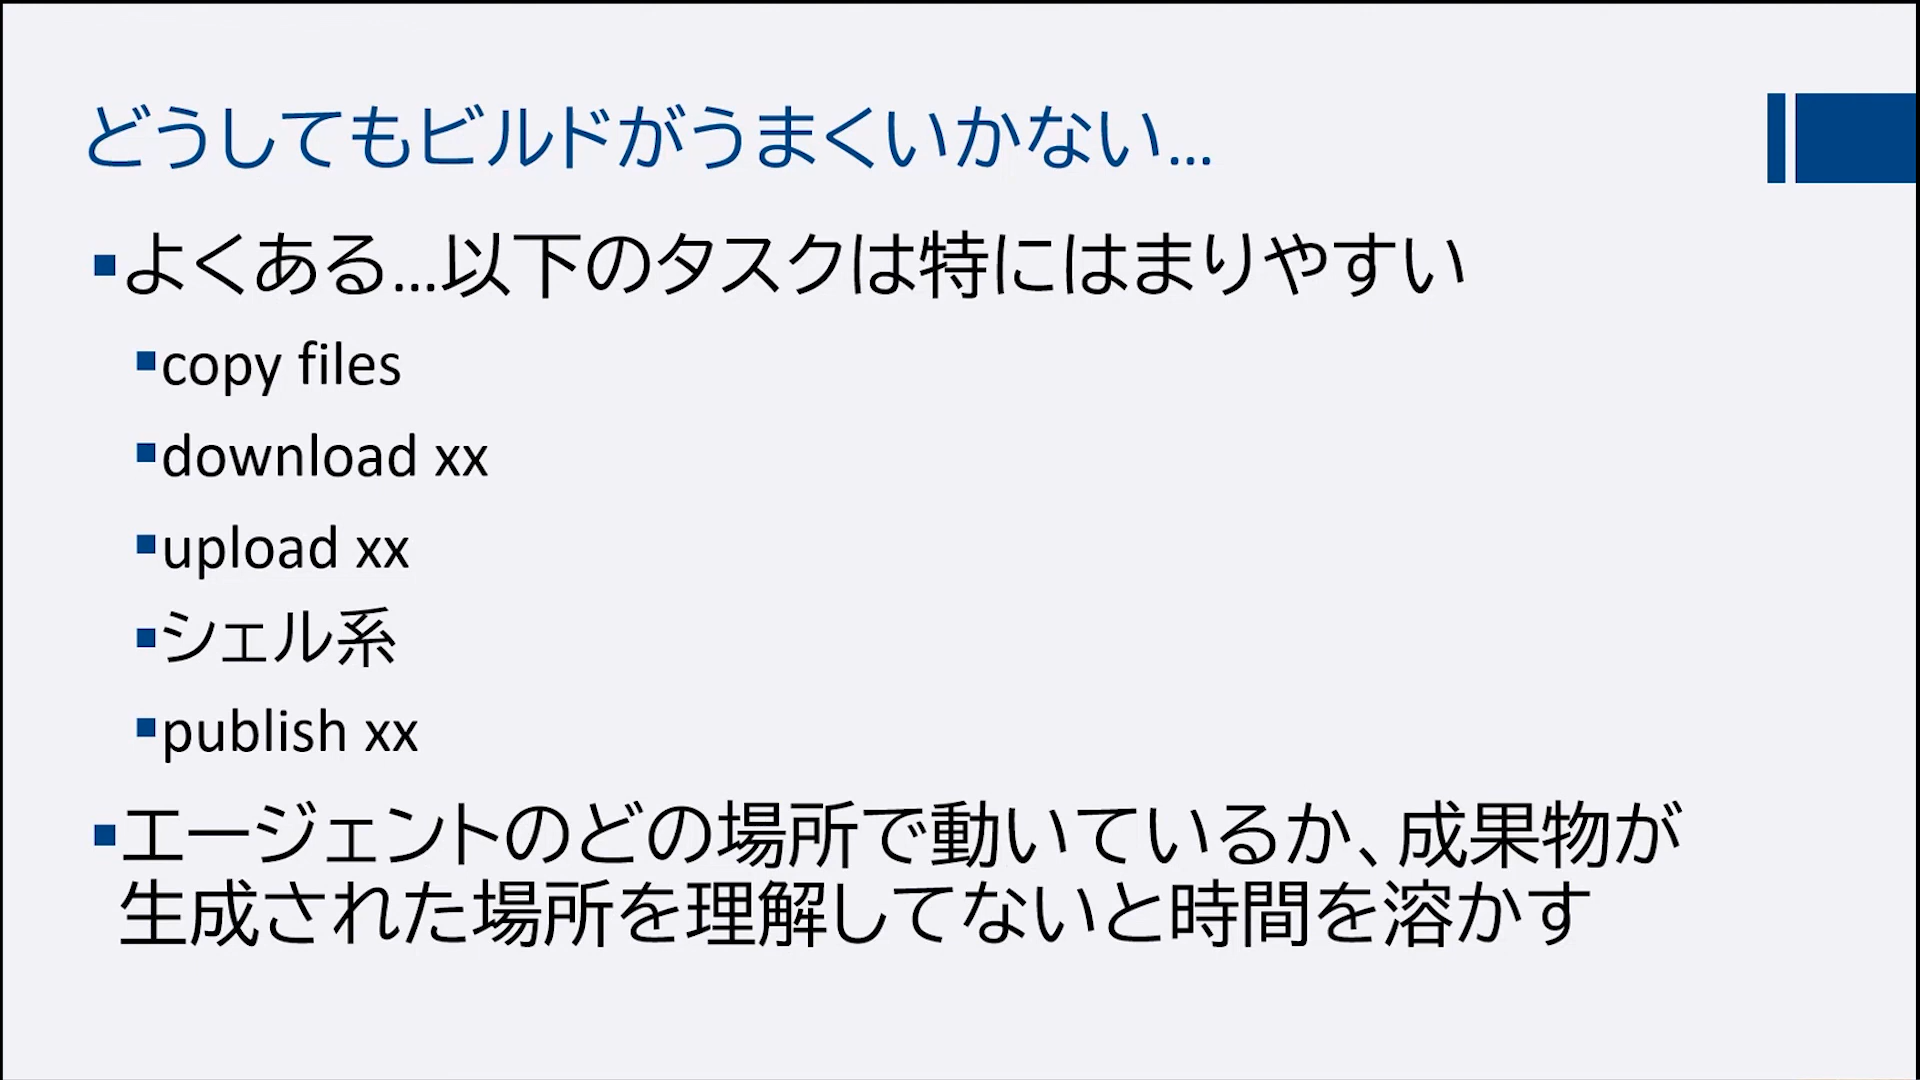 どうしてもビルドがうまくいかない…
よくある…以下のタスクは特にはまりやすい
copy files
download xx
upload xx
シェル系
publish xx
エージェントのどの場所で動いているか、成果物が
生成された場所を理解してないと時間を溶かす